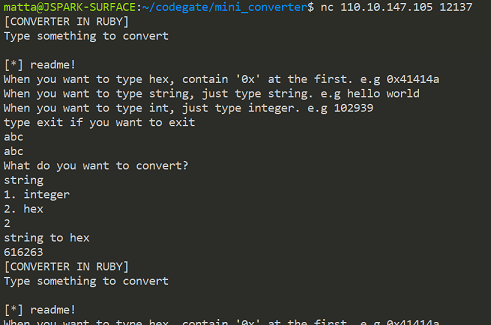 matta@JSPARK-SURFACE:~/codegate/mini_converter$ nc 110.10.147.105 12137
[CONVERTER IN RUBY]
Type something to convert

[*] readme!
When you want to type hex, contain '0x' at the first. e.g 0x41414a
When you want to type string, just type string. e.g hello world
When you want to type int, just type integer. e.g 102939
type exit if you want to exit
abc
abc
What do you want to convert?
string
1. integer
2. hex
2
string to hex
616263
[CONVERTER IN RUBY]
Type something to convert

[*] readme!
When you want to type hex, contain '0x' at the first. e.g 0x41414a